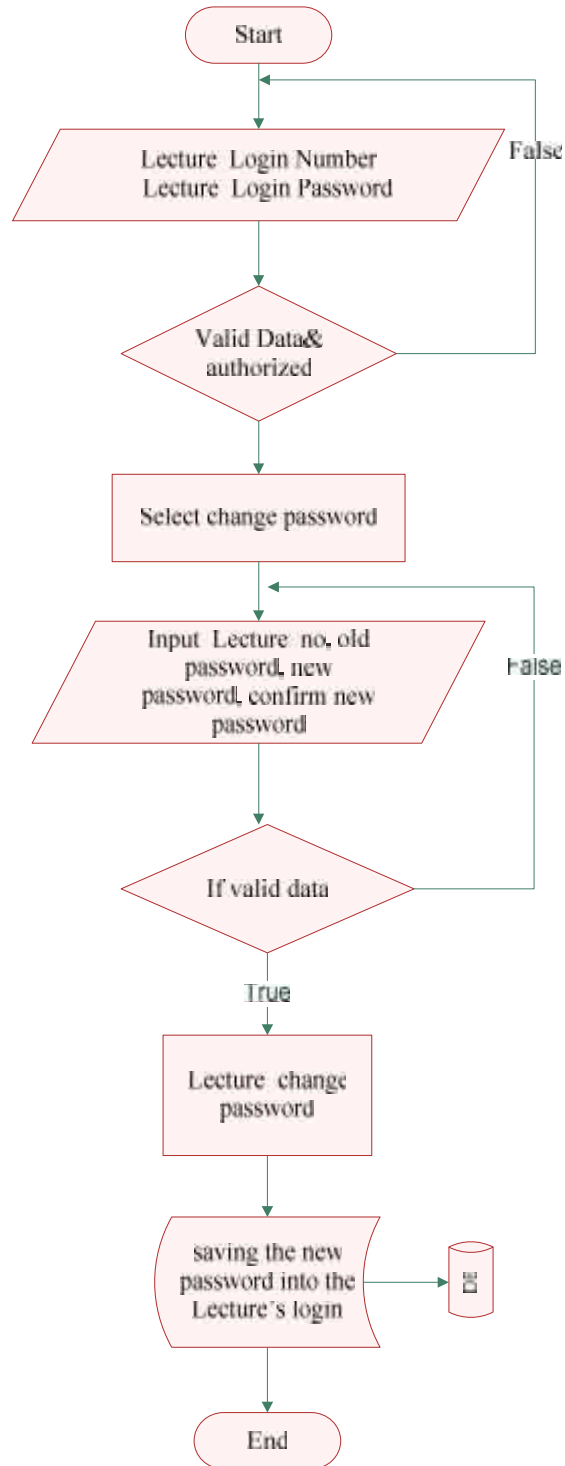 Start
False
Lecture Login Number
Lecture Login Password
Valid Data&
authorized
Select change password
Input Lecture no, old
password, new
password, confirm new
password
False
If valid data
True
Lecture change
password
saving the new
password into the
Lecture's login
End